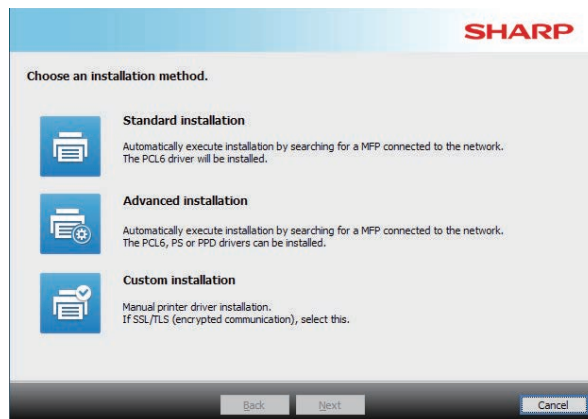 SHARP
Choose an installation method.
Standard installation
Automatically execute installation by searching for a MFP connected to the network.
The PCL6 driver will be installed.
Advanced installation
Automatically execute installation by searching for a MFP connected to the network.
The PCL6, PS or PPD drivers can be installed.
Custom installation
Manual printer driver installation.
If SSL/TLS (encrypted communication), select this.
Back Next Cancel